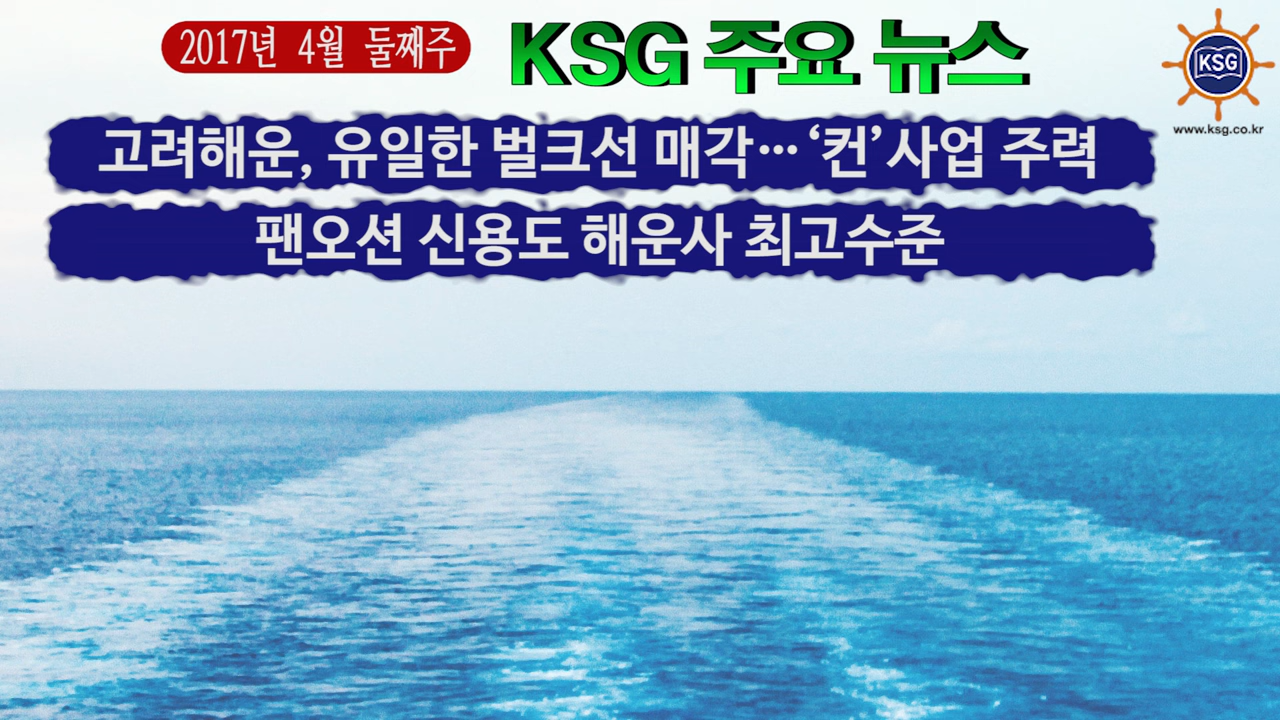 2017년 4월 둘째주
KSG 주요 뉴스
KSG
www.ksg.co.kr
고려해운, 유일한 벌크선 매각… ‘컨’사업 주력
팬오션 신용도 해운사 최고수준